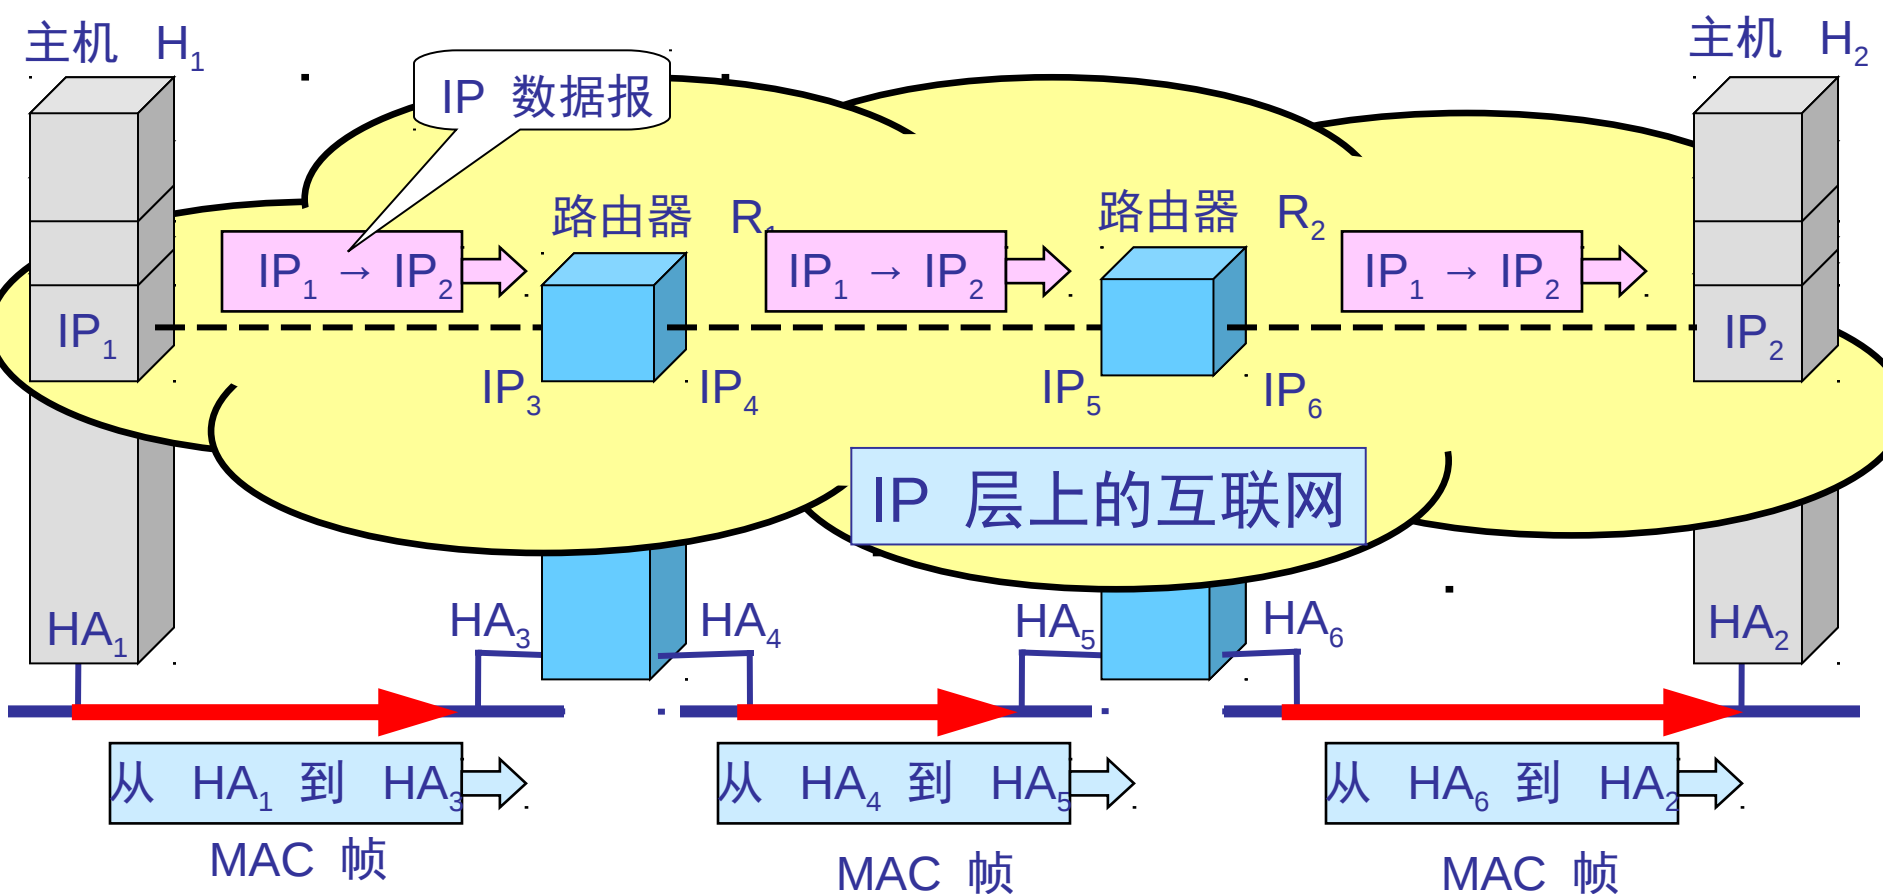 主机 H₁
主机 H₂
IP 数据报
路由器 R₁
路由器 R₂
IP₁ → IP₂
IP₁ → IP₂
IP₁ → IP₂
IP₁
IP₂
IP₃
IP₄
IP₅
IP₆
IP 层上的互联网
HA₁
HA₃
HA₄
HA₅
HA₆
HA₂
从 HA₁ 到 HA₃
从 HA₄ 到 HA₅
从 HA₆ 到 HA₂
MAC 帧
MAC 帧
MAC 帧